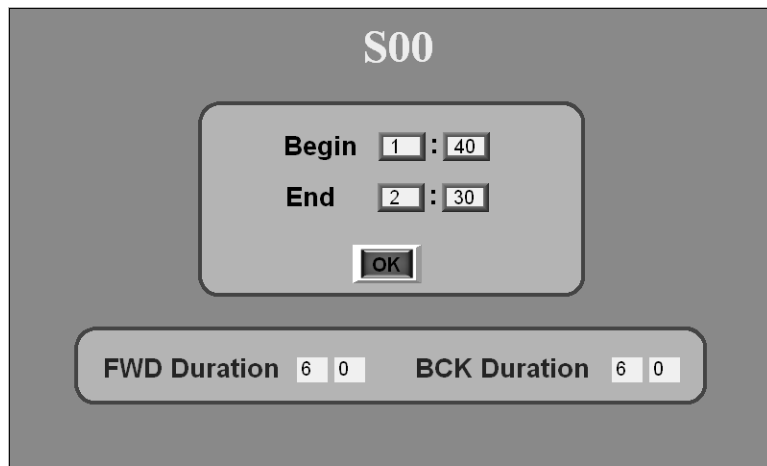 S00
Begin 1 : 40
End 2 : 30
OK
FWD Duration 6 0 BCK Duration 6 0